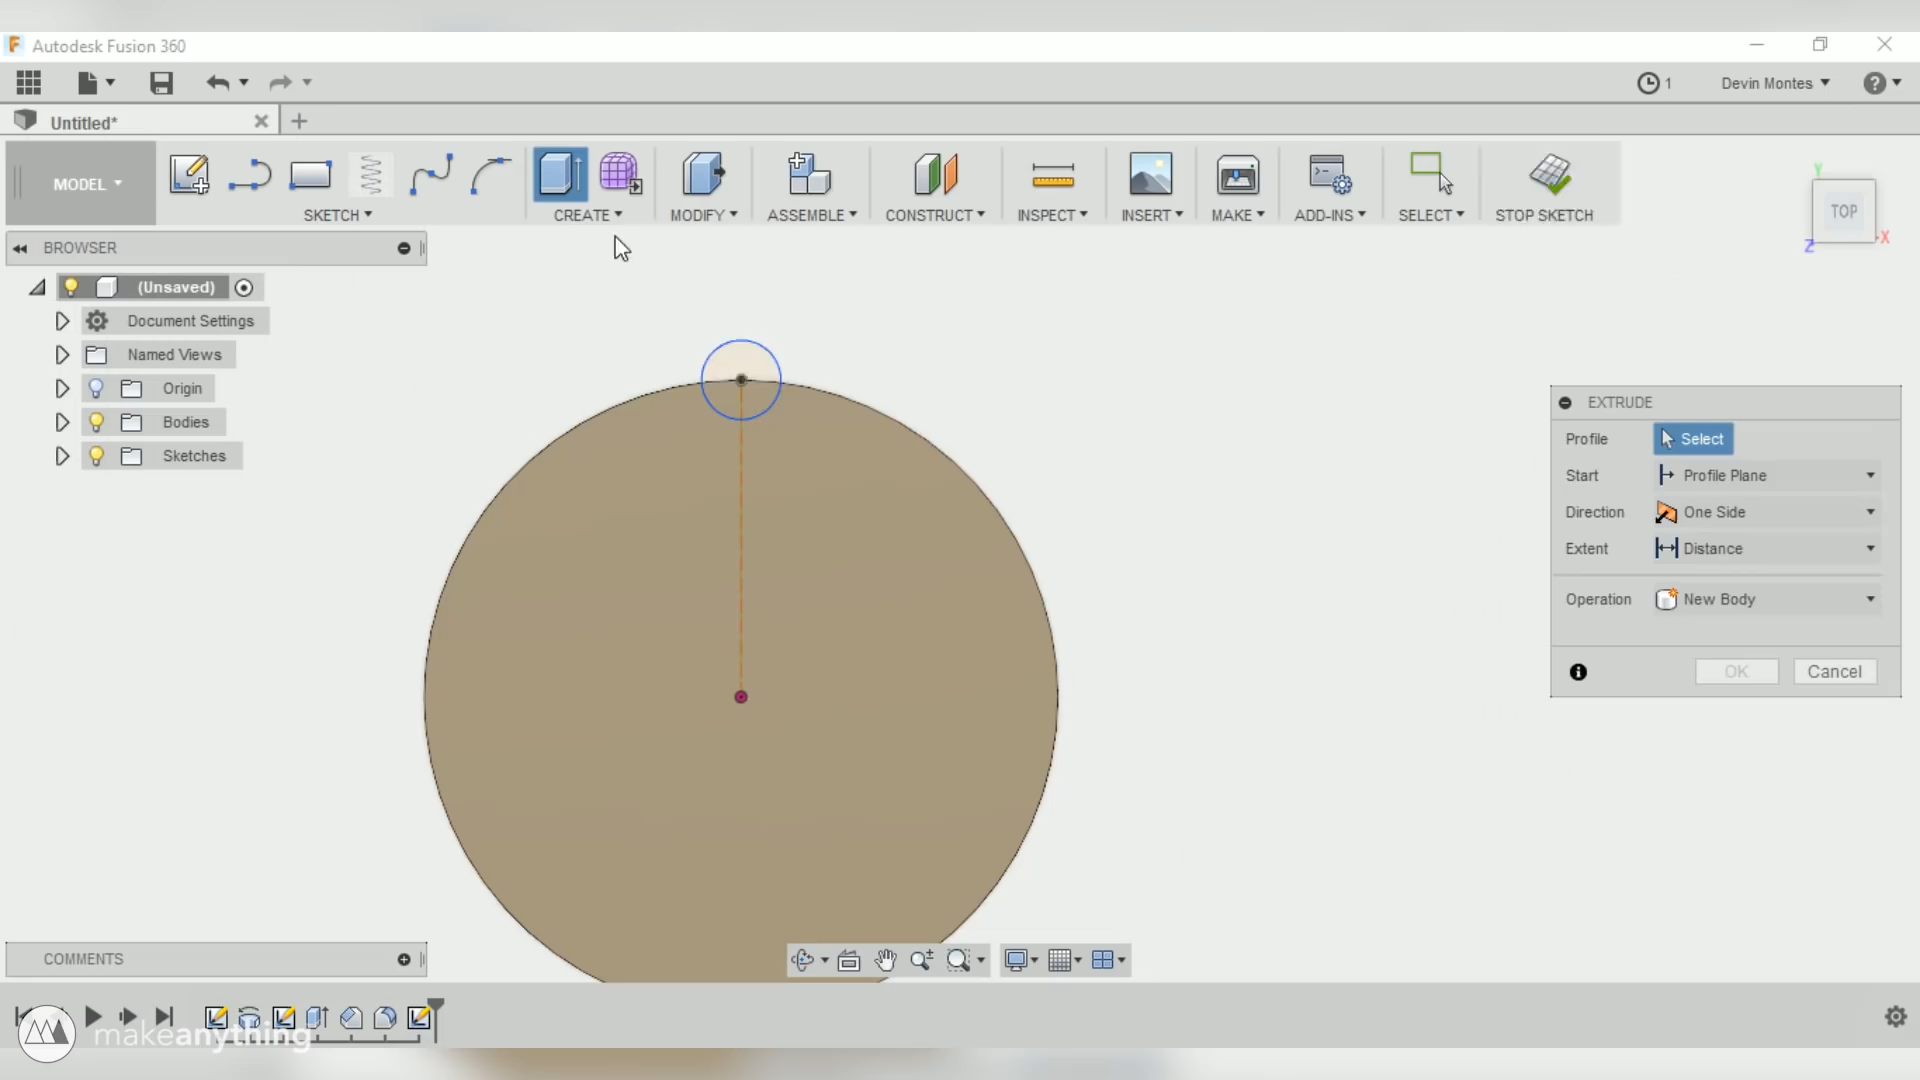 Autodesk Fusion 360
1
Devin Montes
Untitled*
MODEL
SKETCH
CREATE
MODIFY
ASSEMBLE
CONSTRUCT
INSPECT
INSERT
MAKE
ADD-INS
SELECT
STOP SKETCH
TOP
Y
X
Z
BROWSER
(Unsaved)
Document Settings
Named Views
Origin
Bodies
Sketches
EXTRUDE
Profile
Select
Start
Profile Plane
Direction
One Side
Extent
Distance
Operation
New Body
OK
Cancel
COMMENTS
makeanything